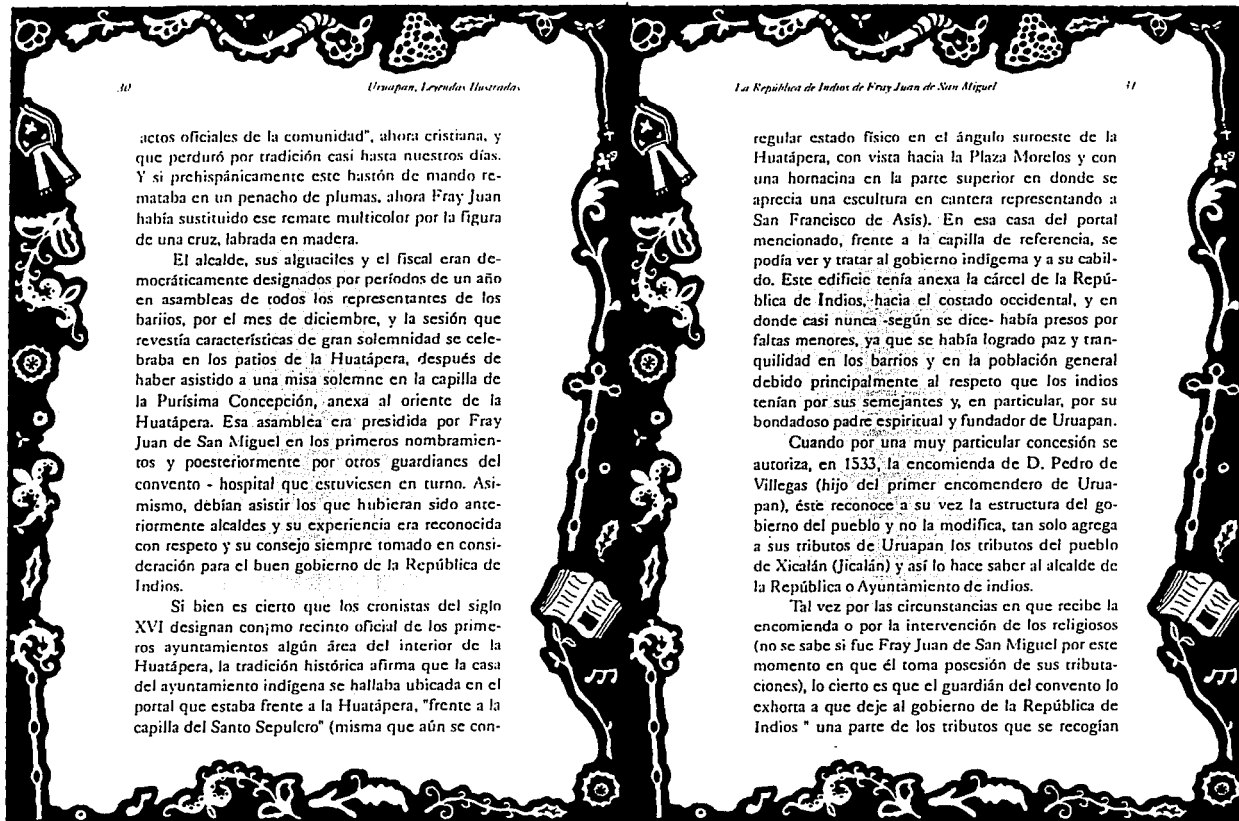 30
Uruapan, Leyendas Ilustradas
actos oficiales de la comunidad", ahora cristiana, y
que perduró por tradición casi hasta nuestros días.
Y si prehispánicamente este bastón de mando re-
mataba en un penacho de plumas, ahora Fray Juan
había sustituido ese remate multicolor por la figura
de una cruz, labrada en madera.
El alcalde, sus alguaciles y el fiscal eran de-
mocráticamente designados por períodos de un año
en asambleas de todos los representantes de los
barrios, por el mes de diciembre, y la sesión que
revestía características de gran solemnidad se cele-
braba en los patios de la Huatápera, después de
haber asistido a una misa solemne en la capilla de
la Purísima Concepción, anexa al oriente de la
Huatápera. Esa asamblea era presidida por Fray
Juan de San Miguel en los primeros nombramien-
tos y poesteriormente por otros guardianes del
convento - hospital que estuviesen en turno. Asi-
mismo, debían asistir los que hubieran sido ante-
riormente alcaldes y su experiencia era reconocida
con respeto y su consejo siempre tomado en consi-
deración para el buen gobierno de la República de
Indios.
Si bien es cierto que los cronistas del siglo
XVI designan conjmo recinto oficial de los prime-
ros ayuntamientos algún área del interior de la
Huatápera, la tradición histórica afirma que la casa
del ayuntamiento indígena se hallaba ubicada en el
portal que estaba frente a la Huatápera, "frente a la
capilla del Santo Sepulcro" (misma que aún se con-
La República de Indios de Fray Juan de San Miguel
31
regular estado físico en el ángulo suroeste de la
Huatápera, con vista hacia la Plaza Morelos y con
una hornacina en la parte superior en donde se
aprecia una escultura en cantera representando a
San Francisco de Asís). En esa casa del portal
mencionado, frente a la capilla de referencia, se
podía ver y tratar al gobierno indígema y a su cabil-
do. Este edificie tenía anexa la cárcel de la Repú-
blica de Indios, hacia el costado occidental, y en
donde casi nunca -según se dice- había presos por
faltas menores, ya que se había logrado paz y tran-
quilidad en los barrios y en la población general
debido principalmente al respeto que los indios
tenían por sus semejantes y, en particular, por su
bondadoso padre espiritual y fundador de Uruapan.
Cuando por una muy particular concesión se
autoriza, en 1533, la encomienda de D. Pedro de
Villegas (hijo del primer encomendero de Urua-
pan), éste reconoce a su vez la estructura del go-
bierno del pueblo y no la modifica, tan solo agrega
a sus tributos de Uruapan los tributos del pueblo
de Xicalán (Jicalán) y así lo hace saber al alcalde de
la República o Ayuntamiento de indios.
Tal vez por las circunstancias en que recibe la
encomienda o por la intervención de los religiosos
(no se sabe si fue Fray Juan de San Miguel por este
momento en que él toma posesión de sus tributa-
ciones), lo cierto es que el guardián del convento lo
exhorta a que deje al gobierno de la República de
Indios " una parte de los tributos que se recogían